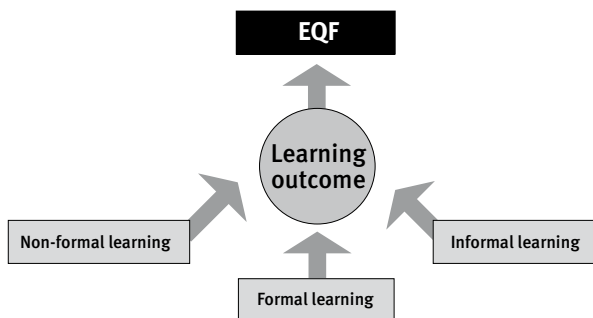 EQF
Learning
outcome
Non-formal learning
Informal learning
Formal learning